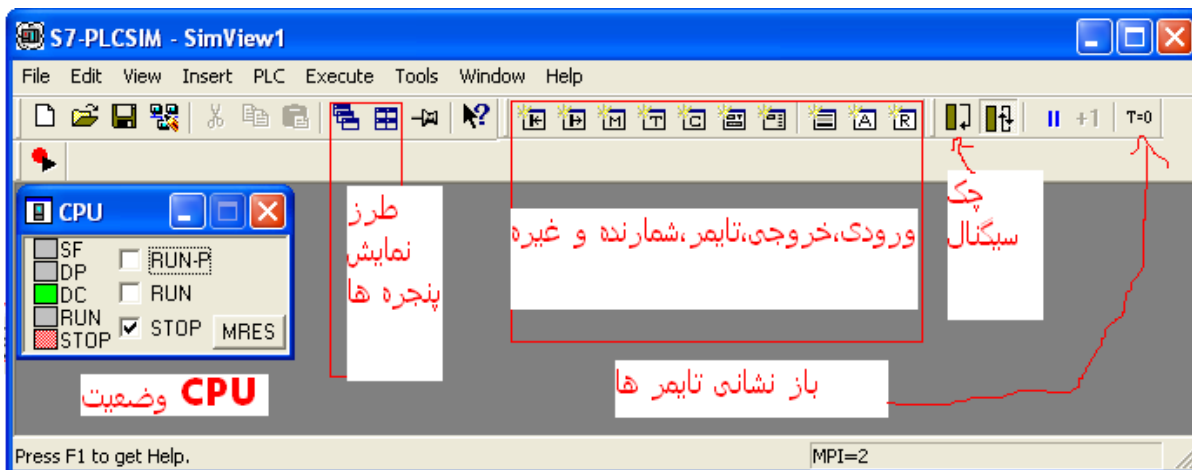 S7-PLCSIM - SimView1
File Edit View Insert PLC Execute Tools Window Help
+1 T=0
CPU
SF
DP
DC
RUN
STOP
RUN-P
RUN
STOP
MRES
وضعیت CPU
طرز
نمایش
پنجره ها
ورودی،خروجی،تایمر،شمارنده و غیره
چک
سیگنال
باز نشانی تایمر ها
Press F1 to get Help.
MPI=2